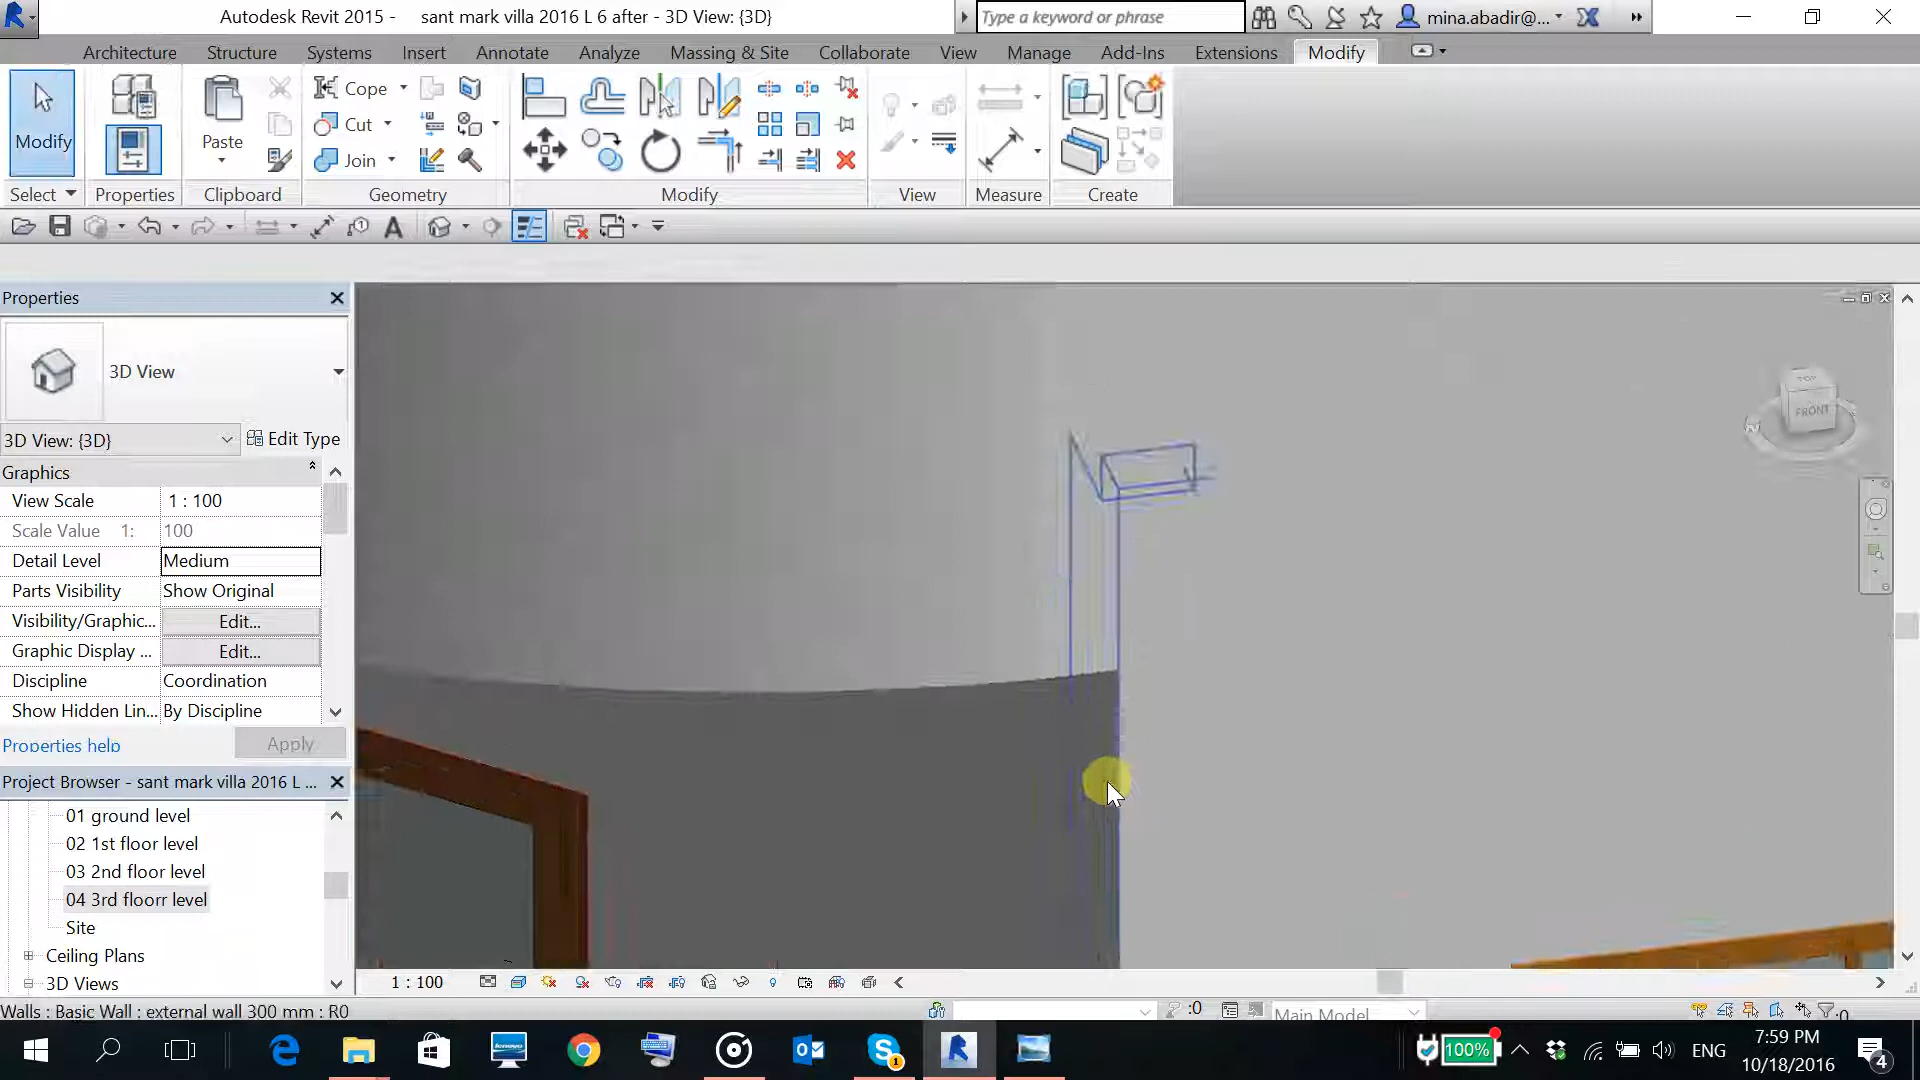 Autodesk Revit 2015 - sant mark villa 2016 L 6 after - 3D View: {3D}
Type a keyword or phrase
mina.abadir@...
Architecture Structure Systems Insert Annotate Analyze Massing & Site Collaborate View Manage Add-Ins Extensions Modify
Modify
Paste
Cope
Cut
Join
Select Properties Clipboard Geometry Modify View Measure Create
Properties
3D View
3D View: {3D}
Edit Type
Graphics
View Scale 1 : 100
Scale Value 1: 100
Detail Level Medium
Parts Visibility Show Original
Visibility/Graphic... Edit...
Graphic Display ... Edit...
Discipline Coordination
Show Hidden Lin... By Discipline
Properties help Apply
Project Browser - sant mark villa 2016 L ...
01 ground level
02 1st floor level
03 2nd floor level
04 3rd floorr level
Site
Ceiling Plans
3D Views
TOP
FRONT
1 : 100
Walls : Basic Wall : external wall 300 mm : R0
:0
Main Model
:0
lenovo
1
100%
ENG
7:59 PM
10/18/2016
4